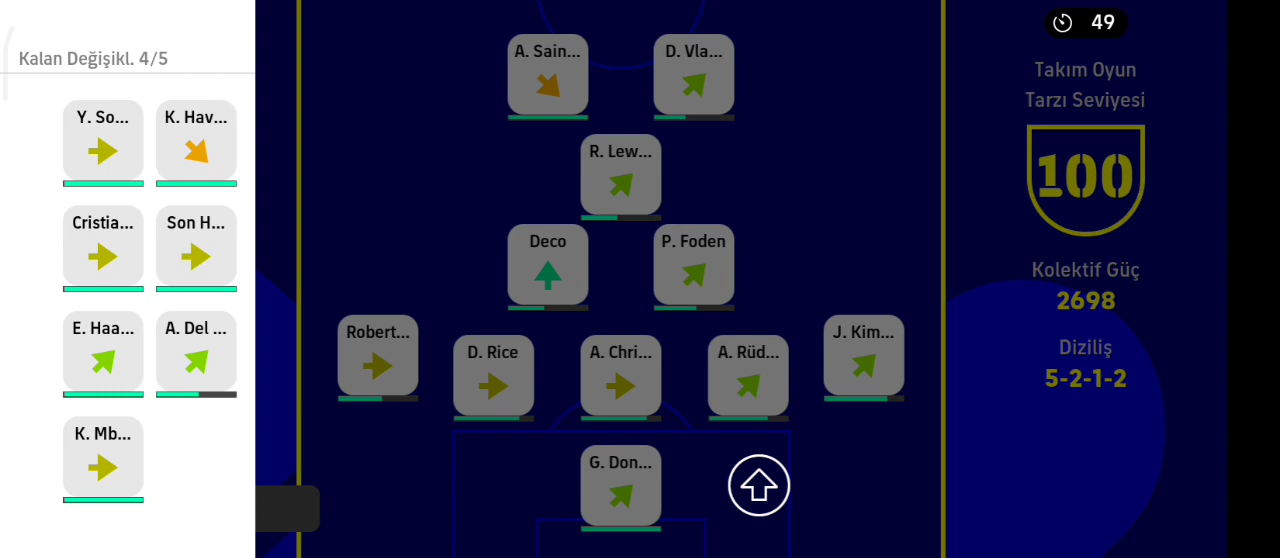 Kalan Değişikl. 4/5
Y. So...
K. Hav...
Cristia...
Son H...
E. Haa...
A. Del ...
K. Mb...
A. Sain...
D. Vla...
R. Lew...
Deco
P. Foden
Robert...
D. Rice
A. Chri...
A. Rüd...
J. Kim...
G. Don...
49
Takım Oyun
Tarzı Seviyesi
100
Kolektif Güç
2698
Diziliş
5-2-1-2